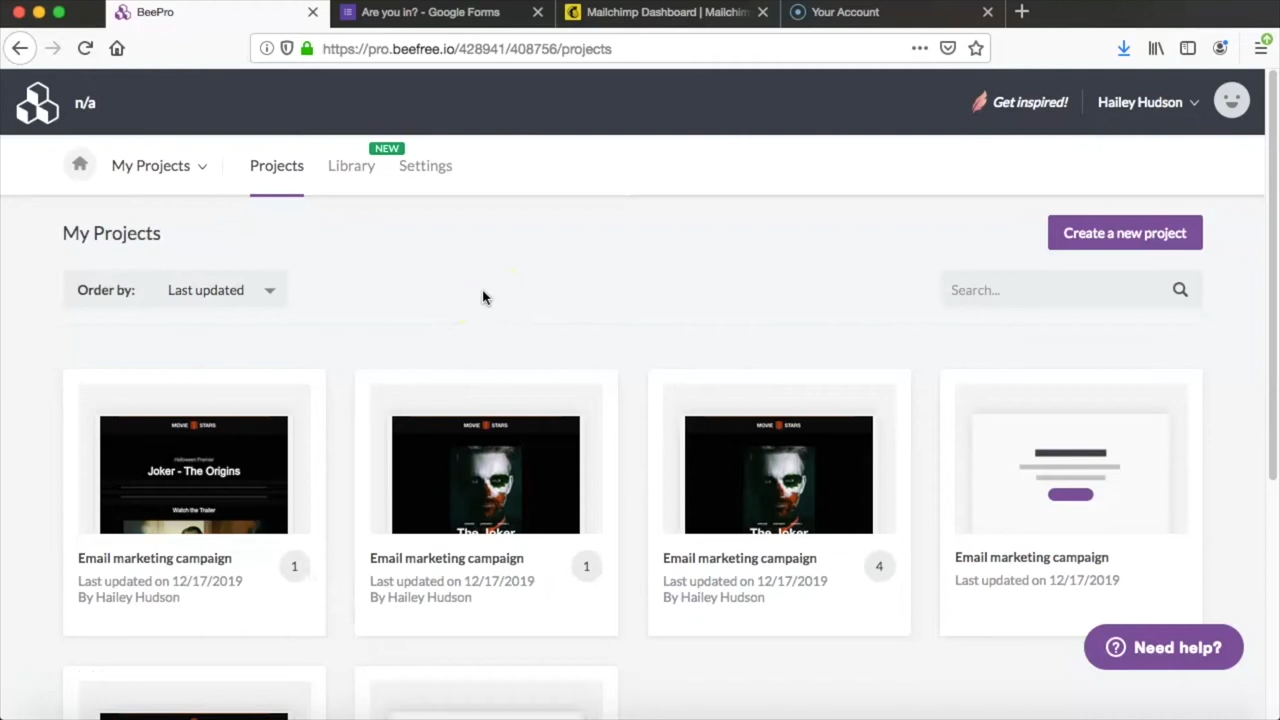 BeePro
Are you in? - Google Forms
Mailchimp Dashboard | Mailchim
Your Account
https://pro.beefree.io/428941/408756/projects
n/a
Get inspired!
Hailey Hudson
My Projects
Projects
NEW
Library
Settings
My Projects
Create a new project
Order by:
Last updated
Search...
MOVIE STARS
Halloween Premier
Joker - The Origins
Watch the Trailer
MOVIE STARS
The Joker
MOVIE STARS
The Joker
Email marketing campaign
Last updated on 12/17/2019
By Hailey Hudson
1
Email marketing campaign
Last updated on 12/17/2019
By Hailey Hudson
1
Email marketing campaign
Last updated on 12/17/2019
By Hailey Hudson
4
Email marketing campaign
Last updated on 12/17/2019
Need help?